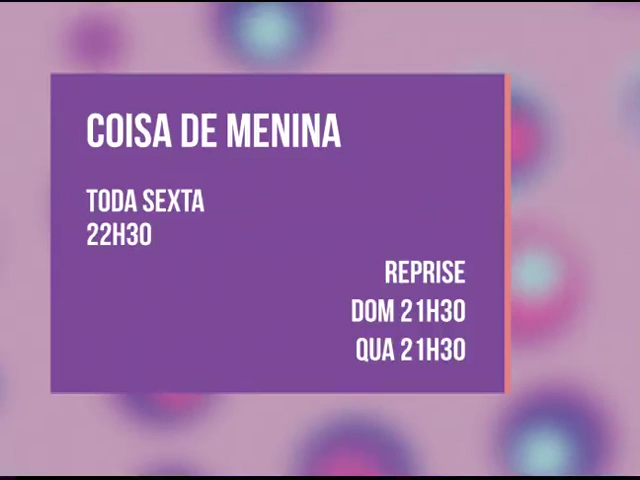 COISA DE MENINA
TODA SEXTA
22H30
REPRISE
DOM 21H30
QUA 21H30